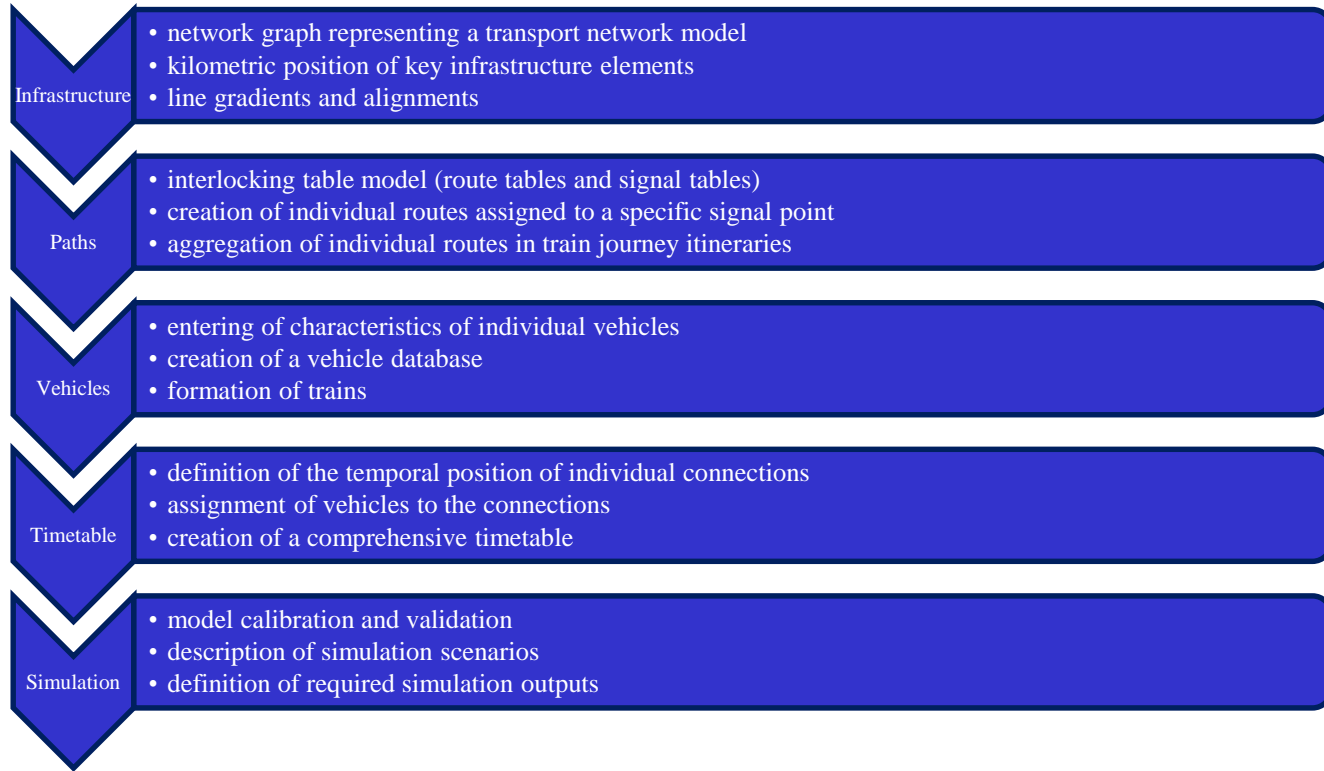 Infrastructure
• network graph representing a transport network model
• kilometric position of key infrastructure elements
• line gradients and alignments
Paths
• interlocking table model (route tables and signal tables)
• creation of individual routes assigned to a specific signal point
• aggregation of individual routes in train journey itineraries
Vehicles
• entering of characteristics of individual vehicles
• creation of a vehicle database
• formation of trains
Timetable
• definition of the temporal position of individual connections
• assignment of vehicles to the connections
• creation of a comprehensive timetable
Simulation
• model calibration and validation
• description of simulation scenarios
• definition of required simulation outputs